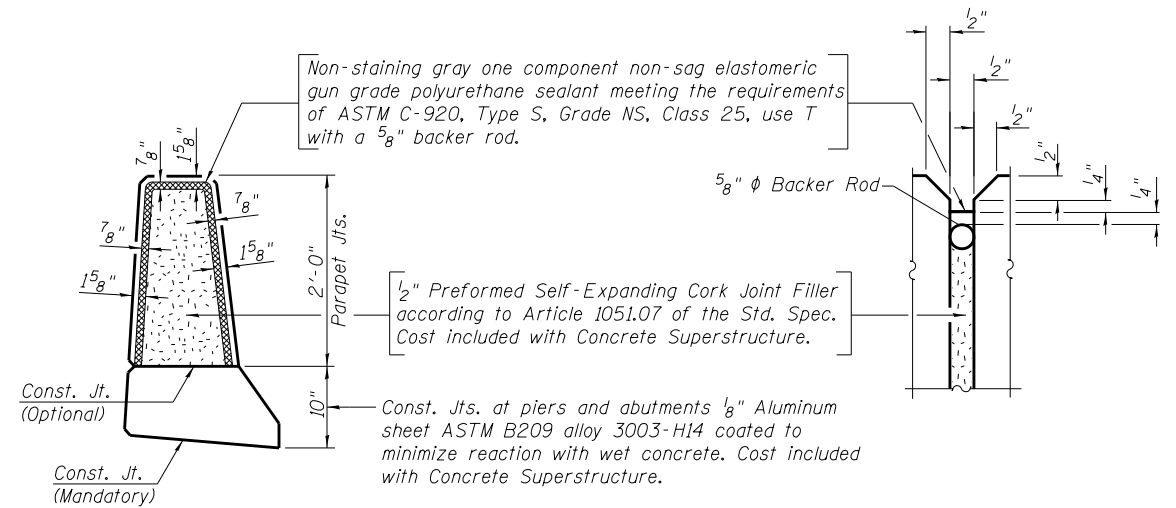 Non-staining gray one component non-sag elastomeric
gun grade polyurethane sealant meeting the requirements
of ASTM C-920, Type S, Grade NS, Class 25, use T
with a 5/8" backer rod.
7/8"
1 5/8"
7/8"
7/8"
1 5/8"
1 5/8"
2'-0"
Parapet Jts.
10"
Const. Jt.
(Optional)
Const. Jt.
(Mandatory)
1/2" Preformed Self-Expanding Cork Joint Filler
according to Article 1051.07 of the Std. Spec.
Cost included with Concrete Superstructure.
Const. Jts. at piers and abutments 1/8" Aluminum
sheet ASTM B209 alloy 3003-H14 coated to
minimize reaction with wet concrete. Cost included
with Concrete Superstructure.
1/2"
1/2"
1/2"
1/2"
1/4"
1/4"
5/8" ϕ Backer Rod